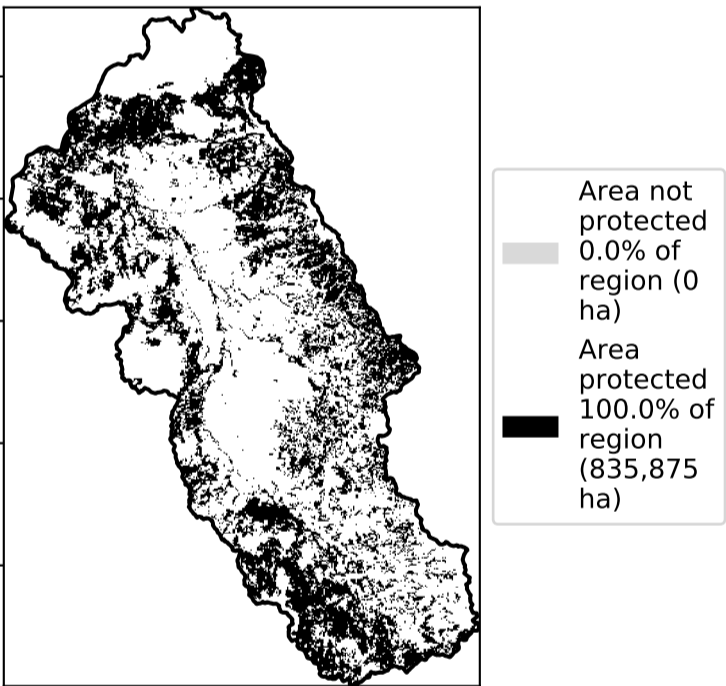 Area not
protected
0.0% of
region (0
ha)
Area
protected
100.0% of
region
(835,875
ha)